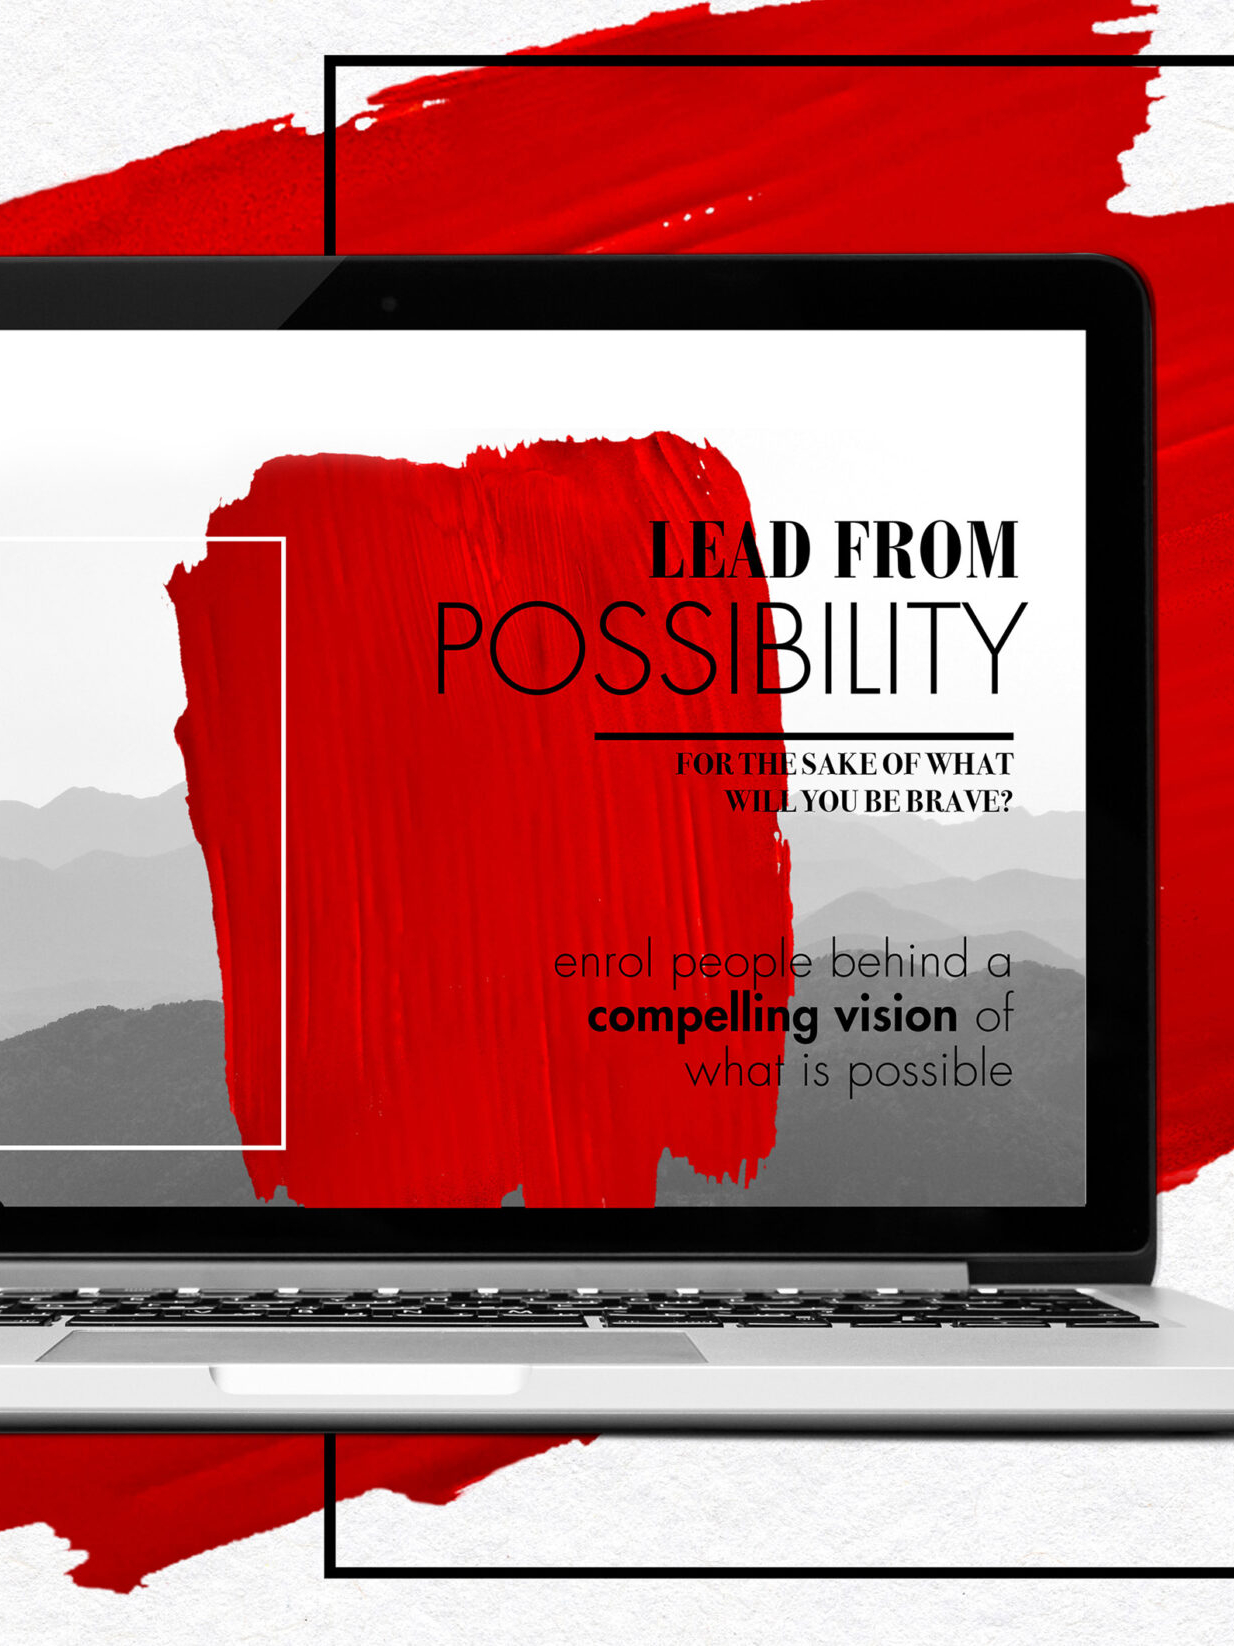 LEAD FROM
POSSIBILITY
FOR THE SAKE OF WHAT
WILL YOU BE BRAVE?
enrol people behind a
compelling vision of
what is possible